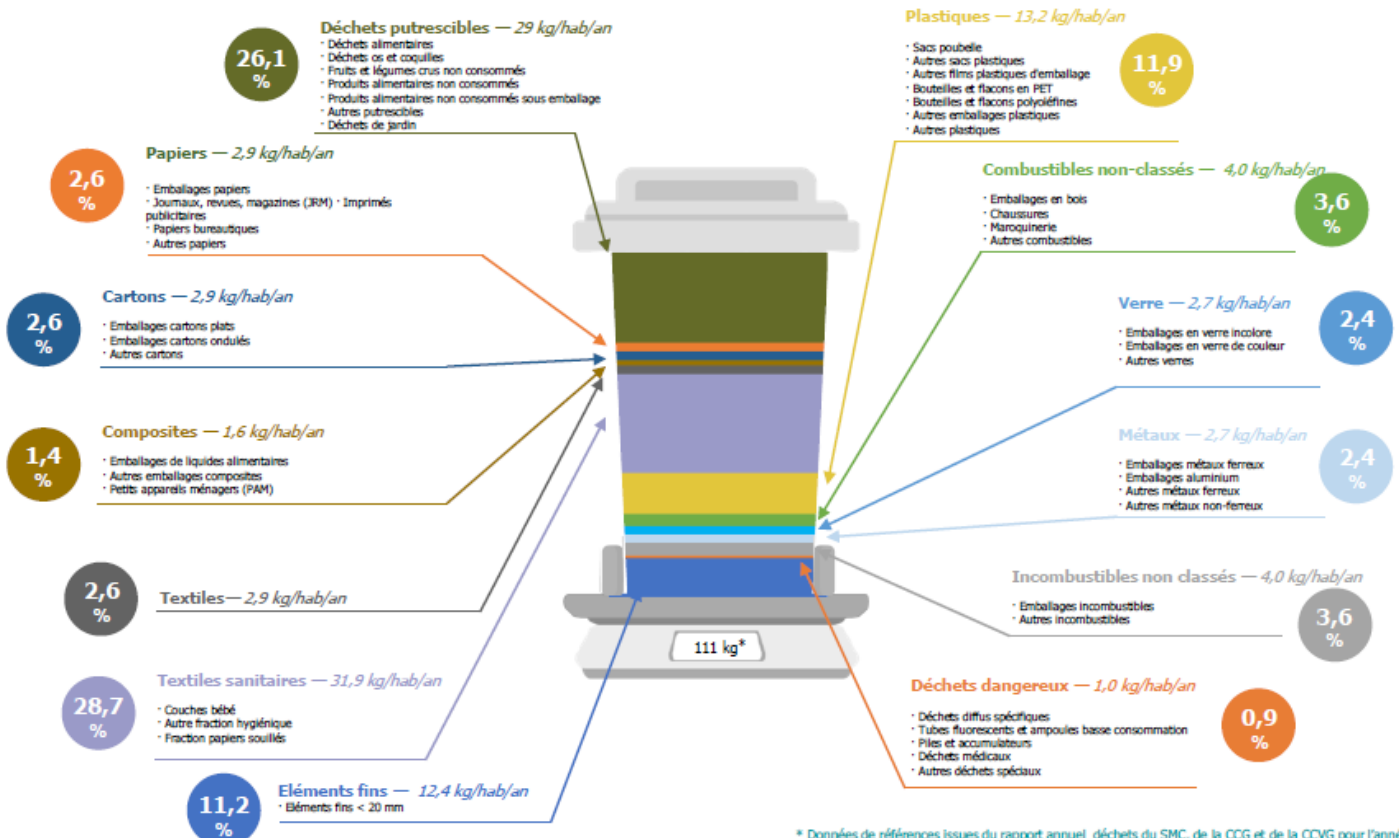 Déchets putrescibles — 29 kg/hab/an
26,1
%
· Déchets alimentaires
· Déchets os et coquilles
· Fruits et légumes crus non consommés
· Produits alimentaires non consommés
· Produits alimentaires non consommés sous emballage
· Autres putrescibles
· Déchets de jardin
Papiers — 2,9 kg/hab/an
2,6
%
· Emballages papiers
· Journaux, revues, magazines (JRM) · Imprimés
publicitaires
· Papiers bureautiques
· Autres papiers
Cartons — 2,9 kg/hab/an
2,6
%
· Emballages cartons plats
· Emballages cartons ondulés
· Autres cartons
Composites — 1,6 kg/hab/an
1,4
%
· Emballages de liquides alimentaires
· Autres emballages composites
· Petits appareils ménagers (PAM)
2,6
%
Textiles— 2,9 kg/hab/an
Textiles sanitaires — 31,9 kg/hab/an
28,7
%
· Couches bébé
· Autre fraction hygiénique
· Fraction papiers souillés
Eléments fins — 12,4 kg/hab/an
11,2
%
· Eléments fins < 20 mm
111 kg*
Plastiques — 13,2 kg/hab/an
11,9
%
· Sacs poubelle
· Autres sacs plastiques
· Autres films plastiques d'emballage
· Bouteilles et flacons en PET
· Bouteilles et flacons polyoléfines
· Autres emballages plastiques
· Autres plastiques
Combustibles non-classés — 4,0 kg/hab/an
3,6
%
· Emballages en bois
· Chaussures
· Maroquinerie
· Autres combustibles
Verre — 2,7 kg/hab/an
2,4
%
· Emballages en verre incolore
· Emballages en verre de couleur
· Autres verres
Métaux — 2,7 kg/hab/an
2,4
%
· Emballages métaux ferreux
· Emballages aluminium
· Autres métaux ferreux
· Autres métaux non-ferreux
Incombustibles non classés — 4,0 kg/hab/an
3,6
%
· Emballages incombustibles
· Autres incombustibles
Déchets dangereux — 1,0 kg/hab/an
0,9
%
· Déchets diffus spécifiques
· Tubes fluorescents et ampoules basse consommation
· Piles et accumulateurs
· Déchets médicaux
· Autres déchets spéciaux
* Données de références issues du rapport annuel déchets du SMC, de la CCG et de la CCVG pour